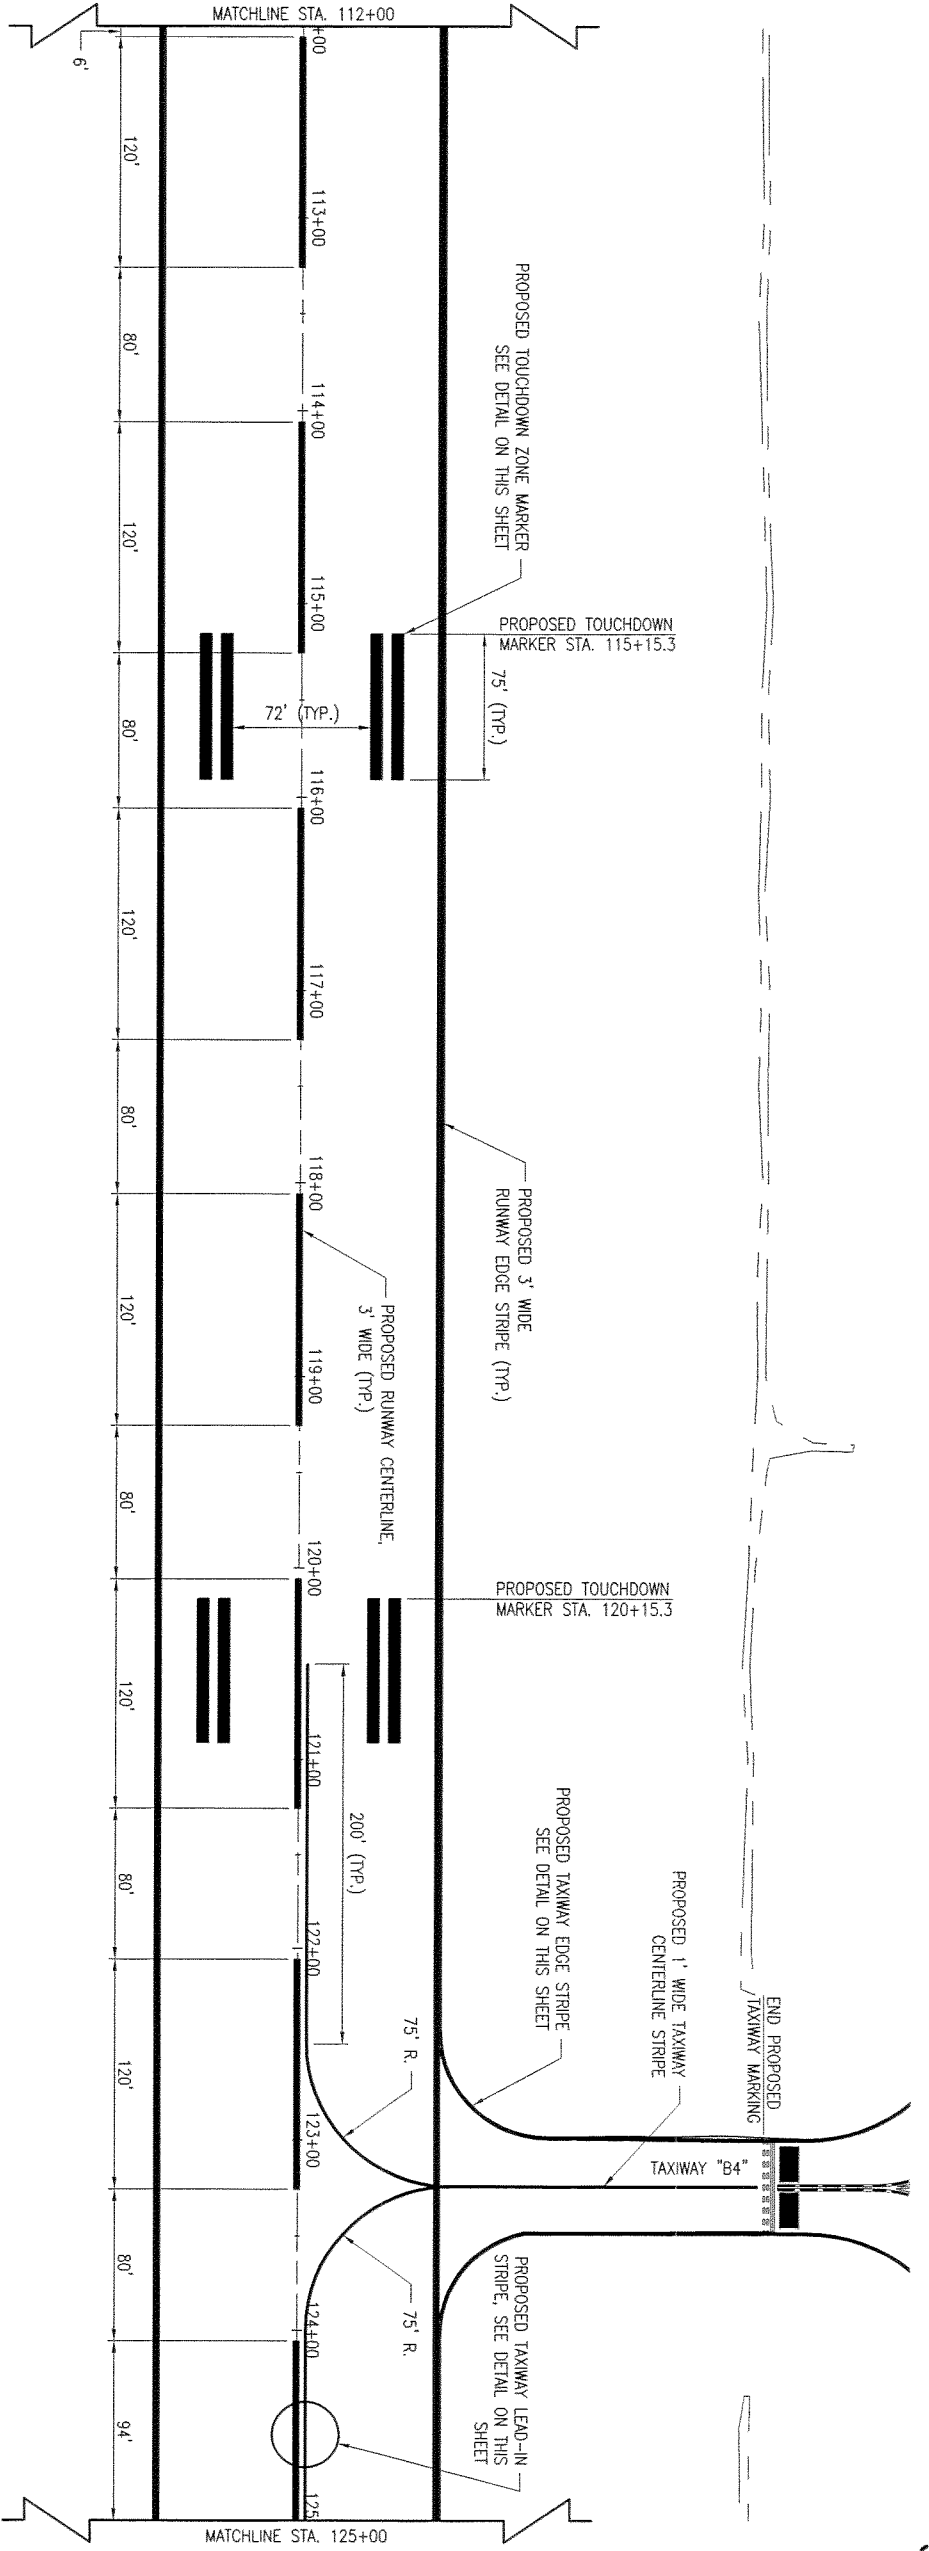 MATCHLINE STA. 112+00
+00
6'
120'
113+00
80'
114+00
PROPOSED TOUCHDOWN ZONE MARKER
SEE DETAIL ON THIS SHEET
120'
115+00
PROPOSED TOUCHDOWN
MARKER STA. 115+15.3
75' (TYP.)
72' (TYP.)
80'
116+00
120'
117+00
80'
118+00
PROPOSED 3' WIDE
RUNWAY EDGE STRIPE (TYP.)
PROPOSED RUNWAY CENTERLINE,
3' WIDE (TYP.)
120'
119+00
80'
120+00
PROPOSED TOUCHDOWN
MARKER STA. 120+15.3
120'
121+00
200' (TYP.)
80'
122+00
PROPOSED TAXIWAY EDGE STRIPE
SEE DETAIL ON THIS SHEET
PROPOSED 1' WIDE TAXIWAY
CENTERLINE STRIPE
END PROPOSED
TAXIWAY MARKING
75' R.
120'
123+00
TAXIWAY "B4"
80'
75' R.
124+00
PROPOSED TAXIWAY LEAD-IN
STRIPE, SEE DETAIL ON THIS
SHEET
94'
125
MATCHLINE STA. 125+00